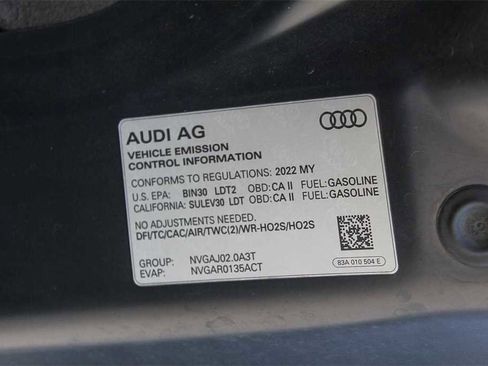 AUDI AG
VEHICLE EMISSION
CONTROL INFORMATION
CONFORMS TO REGULATIONS: 2022 MY
U.S. EPA: BIN30 LDT2 OBD:CA II FUEL:GASOLINE
CALIFORNIA: SULEV30 LDT OBD:CA II FUEL:GASOLINE
NO ADJUSTMENTS NEEDED.
DFI/TC/CAC/AIR/TWC(2)/WR-HO2S/HO2S
GROUP: NVGAJ02.0A3T
EVAP: NVGAR0135ACT
83A 010 504 E